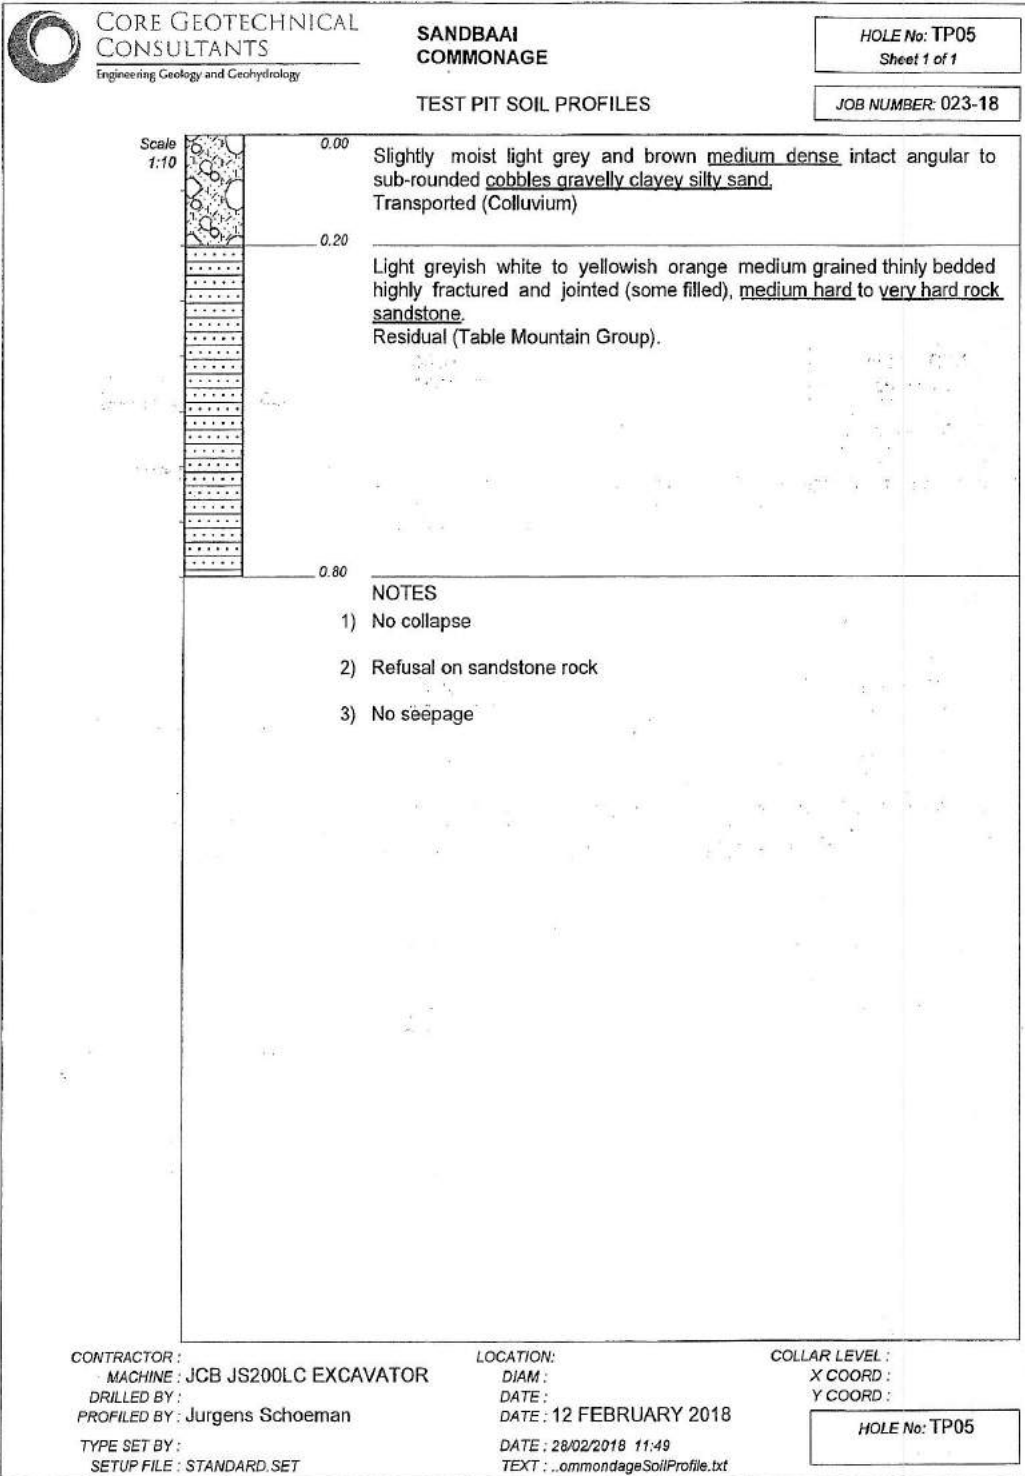 CORE GEOTECHNICAL
CONSULTANTS
Engineering Geology and Geohydrology
SANDBAAI
COMMONAGE
TEST PIT SOIL PROFILES
HOLE No: TP05
Sheet 1 of 1
JOB NUMBER: 023-18
Scale
1:10
0.00
Slightly moist light grey and brown medium dense intact angular to
sub-rounded cobbles gravelly clayey silty sand.
Transported (Colluvium)
0.20
Light greyish white to yellowish orange medium grained thinly bedded
highly fractured and jointed (some filled), medium hard to very hard rock
sandstone.
Residual (Table Mountain Group).
0.80
NOTES
1) No collapse
2) Refusal on sandstone rock
3) No seepage
CONTRACTOR : LOCATION: COLLAR LEVEL :
MACHINE : JCB JS200LC EXCAVATOR DIAM : X COORD :
DRILLED BY : DATE : Y COORD :
PROFILED BY : Jurgens Schoeman DATE : 12 FEBRUARY 2018
HOLE No: TP05
TYPE SET BY : DATE : 28/02/2018 11:49
SETUP FILE : STANDARD.SET TEXT : ..ommondageSoilProfile.txt